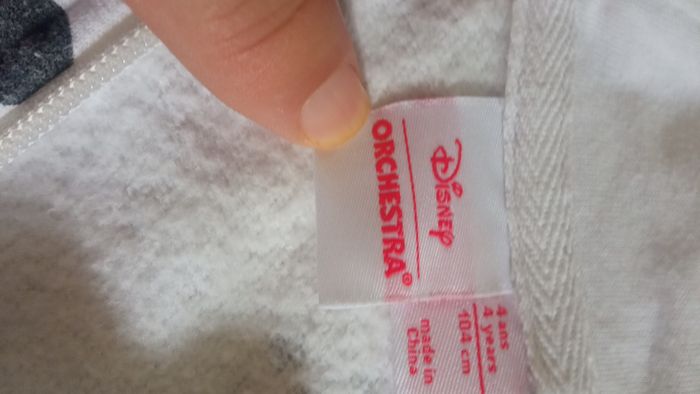 DISNEY
ORCHESTRA®
4 ans
4 years
104 cm
made in
China